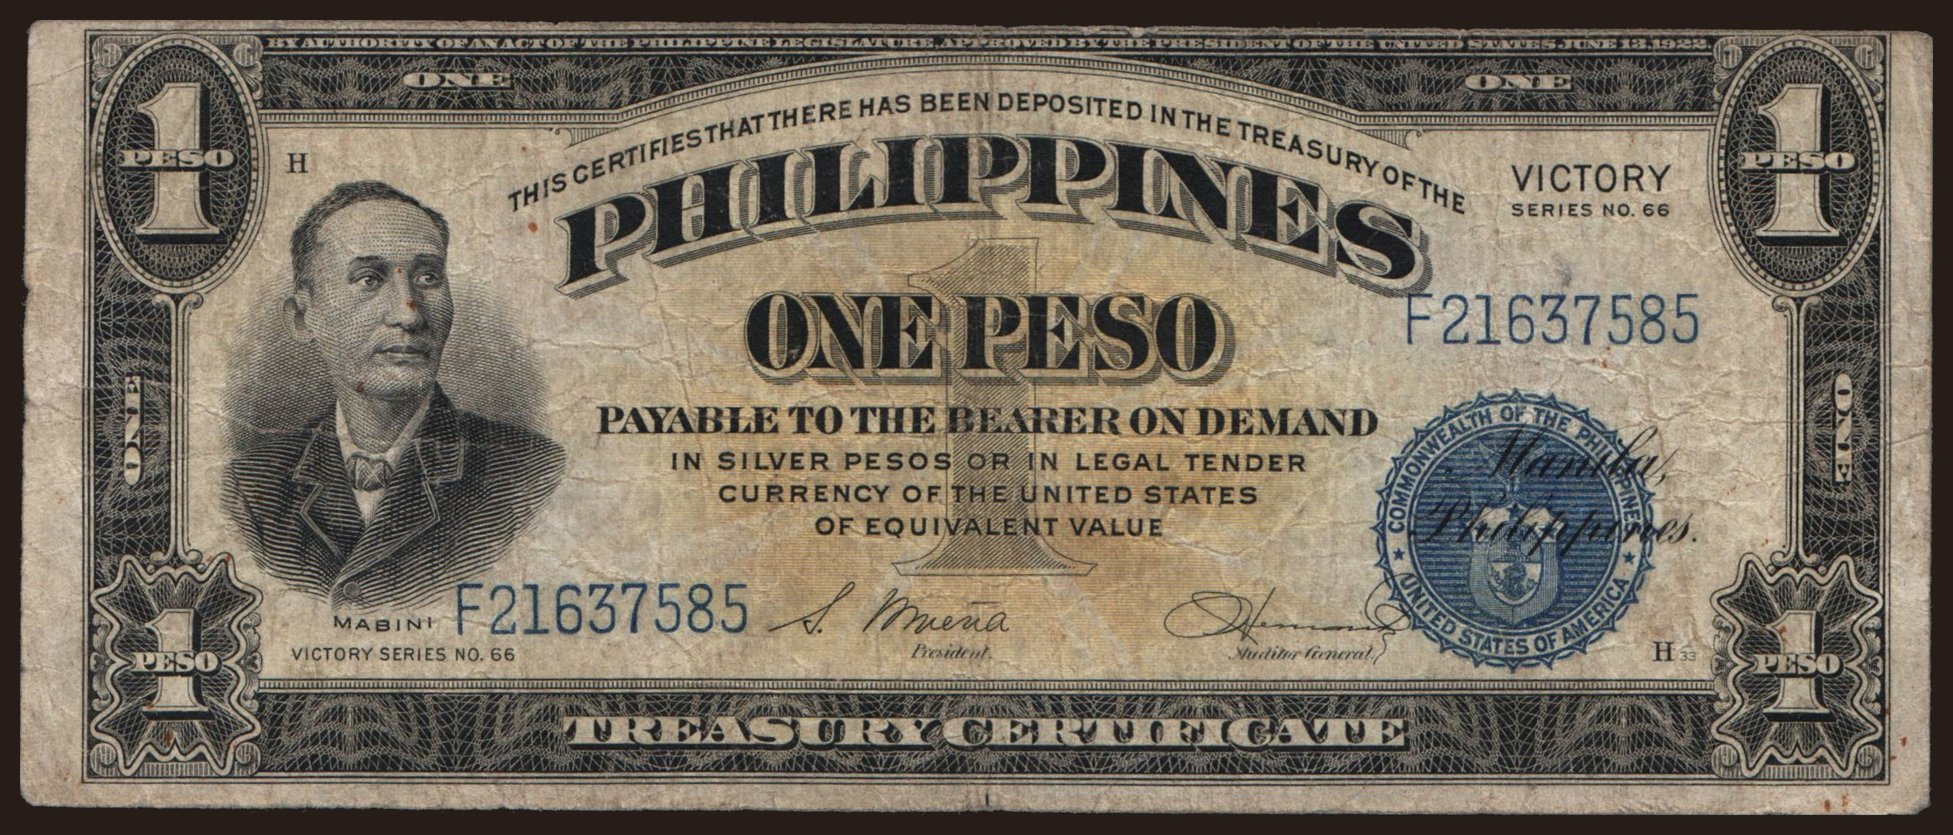 BY AUTHORITY OF AN ACT OF THE PHILIPPINE LEGISLATURE, APPROVED BY THE PRESIDENT OF THE UNITED STATES, JUNE 13, 1922.
ONE ONE
1 PESO
1 PESO
H
THIS CERTIFIES THAT THERE HAS BEEN DEPOSITED IN THE TREASURY OF THE
VICTORY
SERIES NO. 66
PHILIPPINES
1
ONE PESO
F21637585
ONE
ONE
PAYABLE TO THE BEARER ON DEMAND
IN SILVER PESOS OR IN LEGAL TENDER
CURRENCY OF THE UNITED STATES
OF EQUIVALENT VALUE
COMMONWEALTH OF THE PHILIPPINES
UNITED STATES OF AMERICA
Manila,
Philippines.
MABINI F21637585
VICTORY SERIES NO. 66
S. Osmeña
President.
Auditor General.
H 33
1 PESO
1 PESO
TREASURY CERTIFICATE